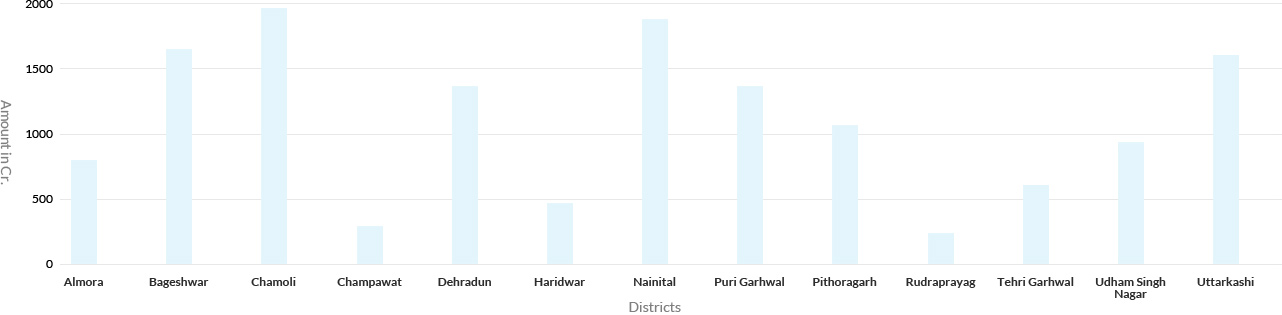 2000
1500
1000
500
0
Amount in Cr.
Almora
Bageshwar
Chamoli
Champawat
Dehradun
Haridwar
Nainital
Puri Garhwal
Pithoragarh
Rudraprayag
Tehri Garhwal
Udham Singh
Nagar
Uttarkashi
Districts